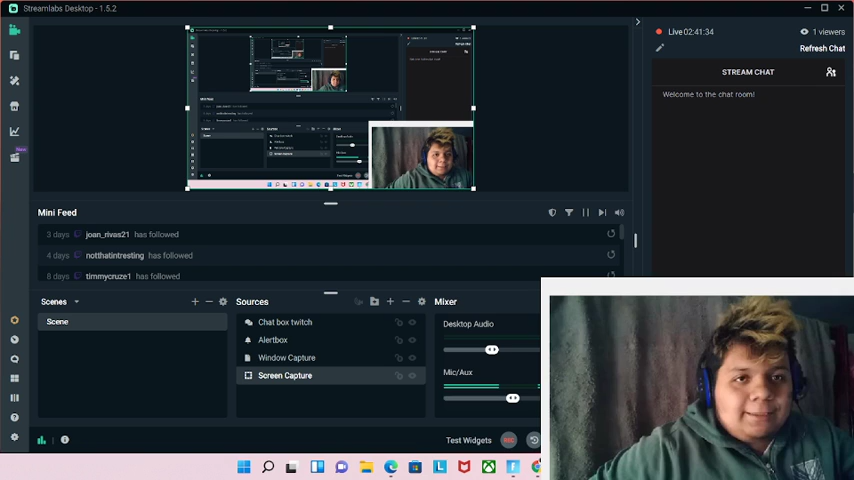 Streamlabs Desktop - 1.5.2
Live 02:41:34
1 viewers
Refresh Chat
STREAM CHAT
Welcome to the chat room!
Mini Feed
3 days joan_rivas21 has followed
4 days notthatintresting has followed
8 days timmycruze1 has followed
Scenes
Scene
Sources
Chat box twitch
Alertbox
Window Capture
Screen Capture
Mixer
Desktop Audio
Mic/Aux
Test Widgets
REC